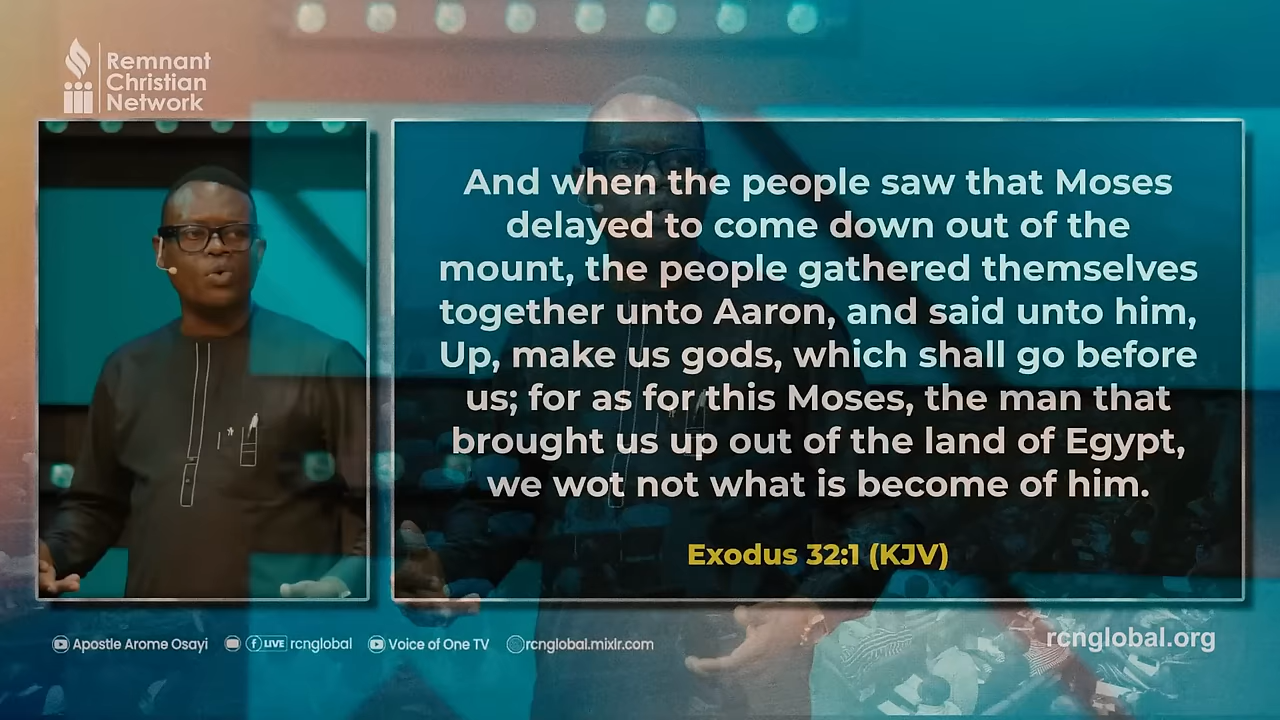 Remnant
Christian
Network
And when the people saw that Moses
delayed to come down out of the
mount, the people gathered themselves
together unto Aaron, and said unto him,
Up, make us gods, which shall go before
us; for as for this Moses, the man that
brought us up out of the land of Egypt,
we wot not what is become of him.
Exodus 32:1 (KJV)
Apostle Arome Osayi LIVE rcnglobal Voice of One TV rcnglobal.mixlr.com
rcnglobal.org